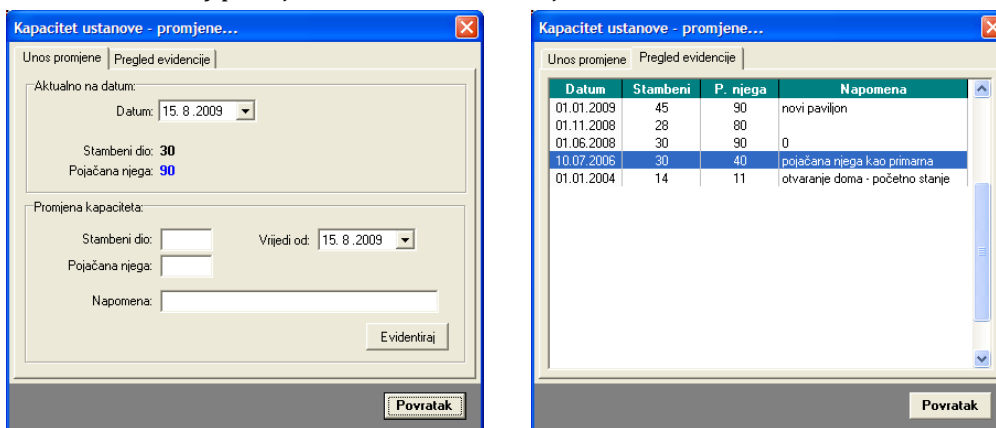 Kapacitet ustanove - promjene...
Unos promjene Pregled evidencije
Aktualno na datum:
Datum: 15. 8 .2009
Stambeni dio: 30
Pojačana njega: 90
Promjena kapaciteta:
Stambeni dio: Vrijedi od: 15. 8 .2009
Pojačana njega:
Napomena:
Evidentiraj
Povratak
Kapacitet ustanove - promjene...
Unos promjene Pregled evidencije
Datum Stambeni P. njega Napomena
01.01.2009 45 90 novi paviljon
01.11.2008 28 80
01.06.2008 30 90 0
10.07.2006 30 40 pojačana njega kao primarna
01.01.2004 14 11 otvaranje doma - početno stanje
Povratak